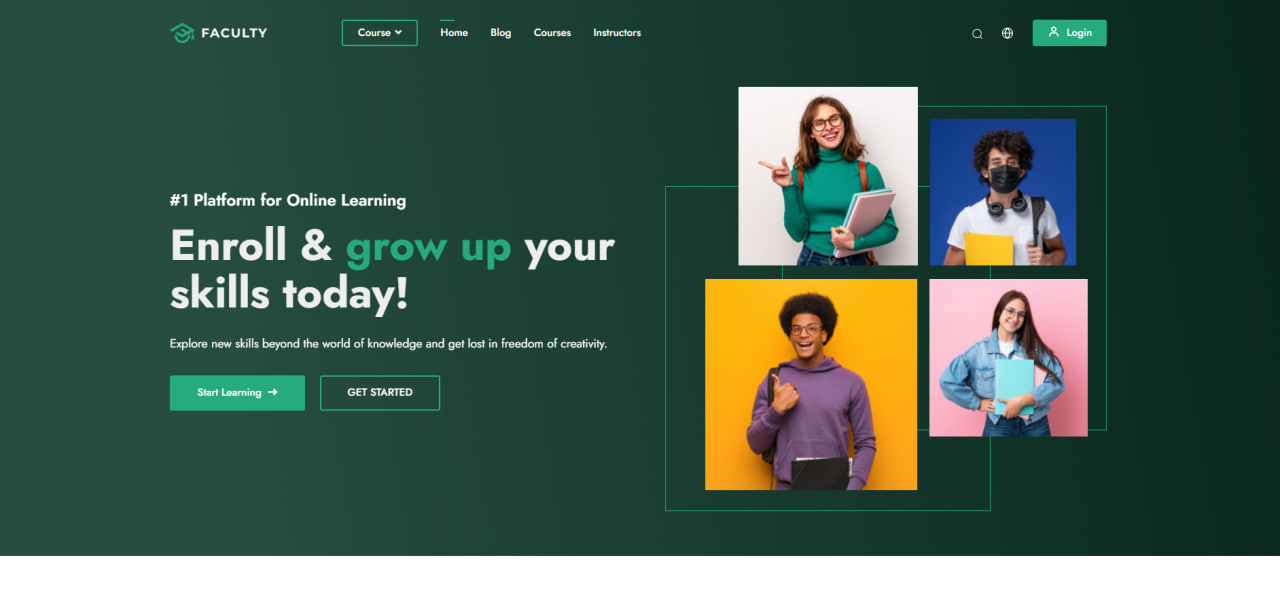 FACULTY
Course
Home
Blog
Courses
Instructors
Login
#1 Platform for Online Learning
Enroll & grow up your
skills today!
Explore new skills beyond the world of knowledge and get lost in freedom of creativity.
Start Learning →
GET STARTED